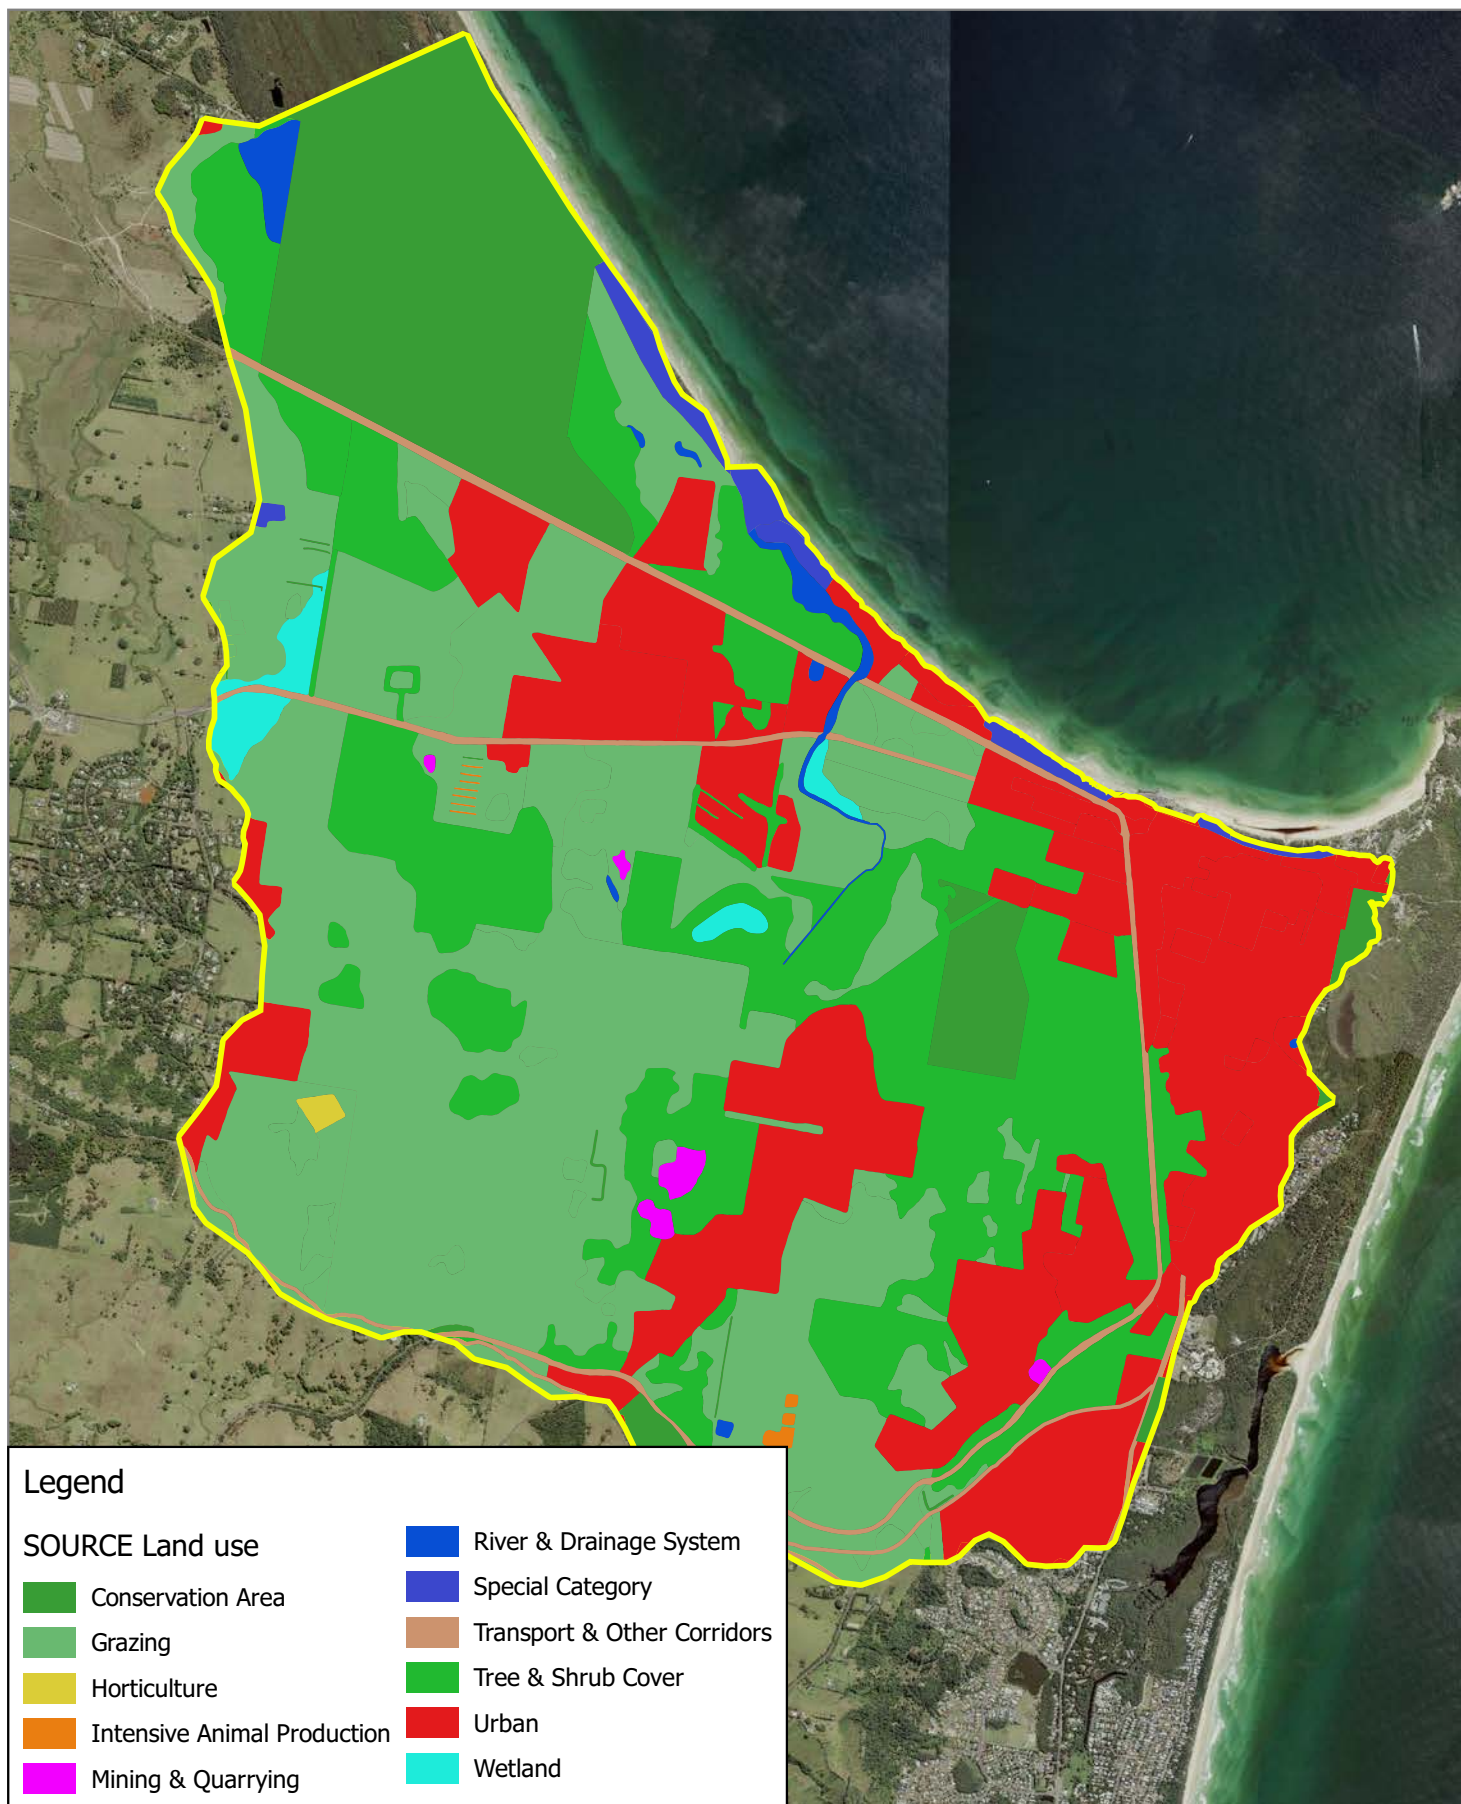 Legend
SOURCE Land use
Conservation Area
Grazing
Horticulture
Intensive Animal Production
Mining & Quarrying
River & Drainage System
Special Category
Transport & Other Corridors
Tree & Shrub Cover
Urban
Wetland